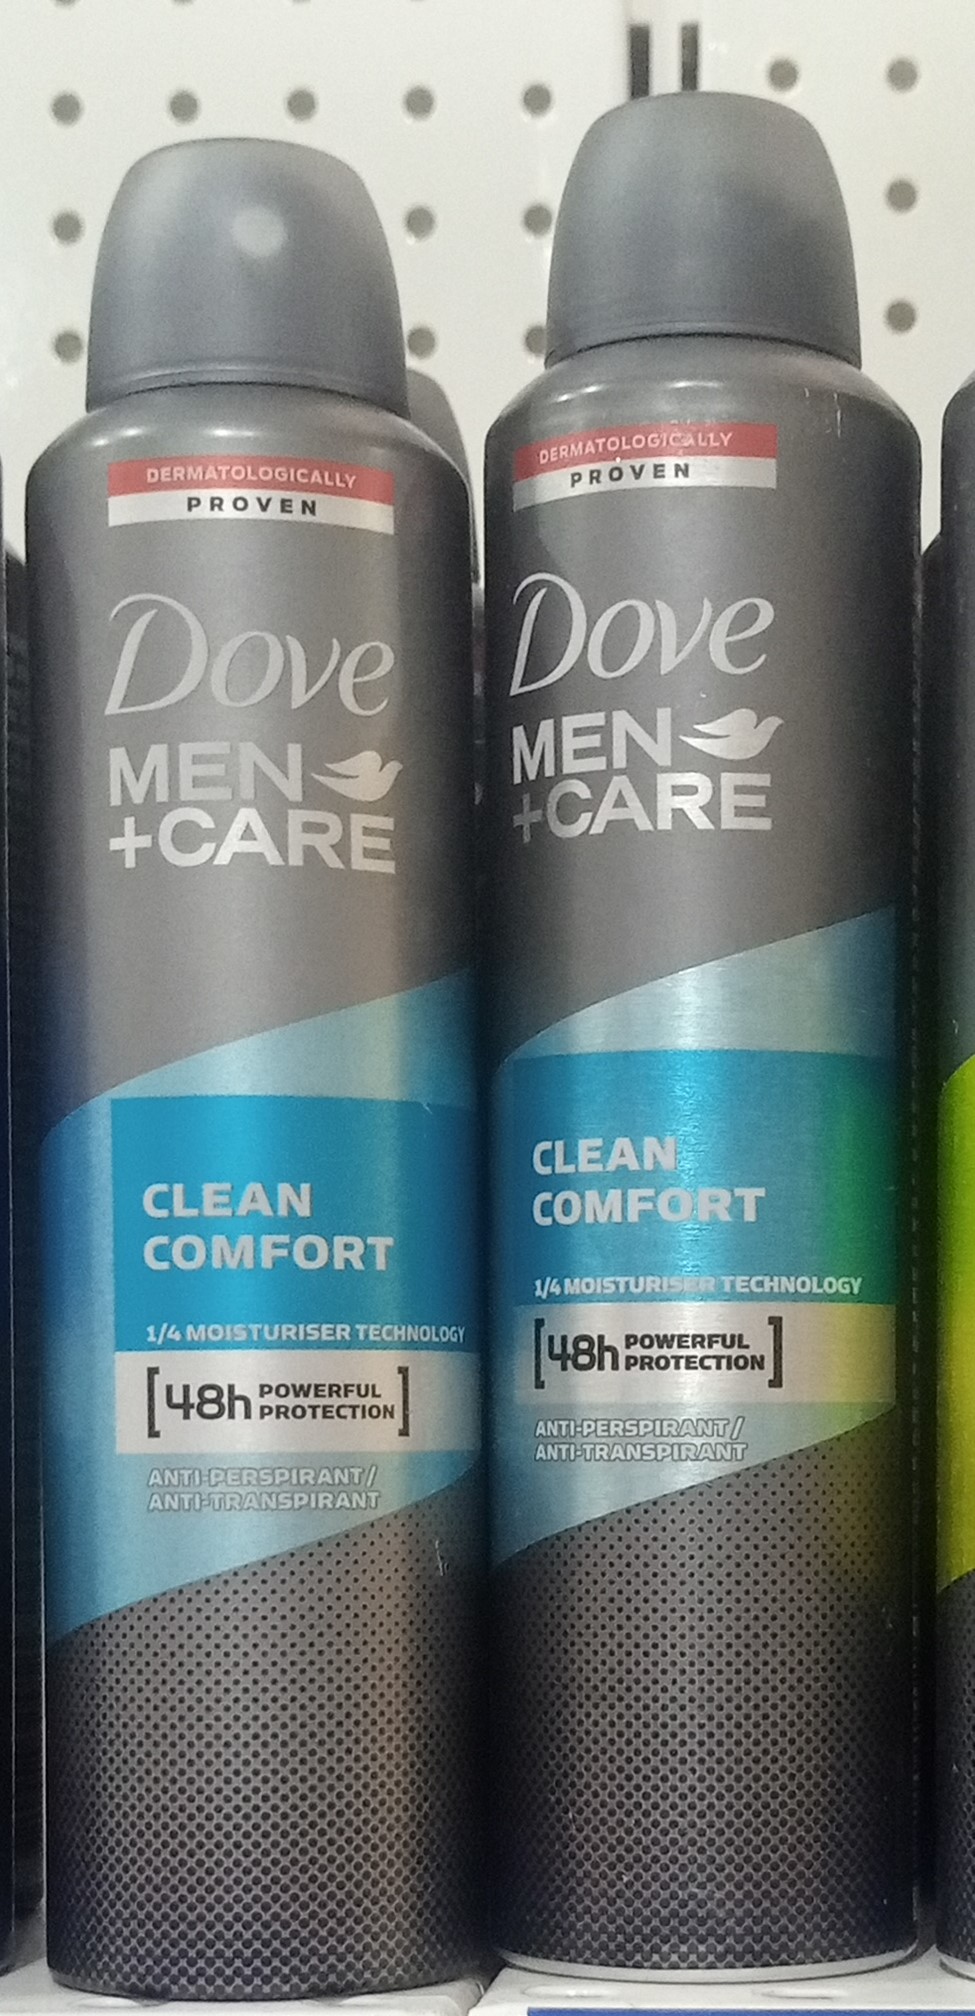 DERMATOLOGICALLY
PROVEN
Dove
MEN
+CARE
CLEAN
COMFORT
1/4 MOISTURISER TECHNOLOGY
[48h POWERFUL
PROTECTION]
ANTI-PERSPIRANT/
ANTI-TRANSPIRANT
DERMATOLOGICALLY
PROVEN
Dove
MEN
+CARE
CLEAN
COMFORT
1/4 MOISTURISER TECHNOLOGY
[48h POWERFUL
PROTECTION]
ANTI-PERSPIRANT/
ANTI-TRANSPIRANT